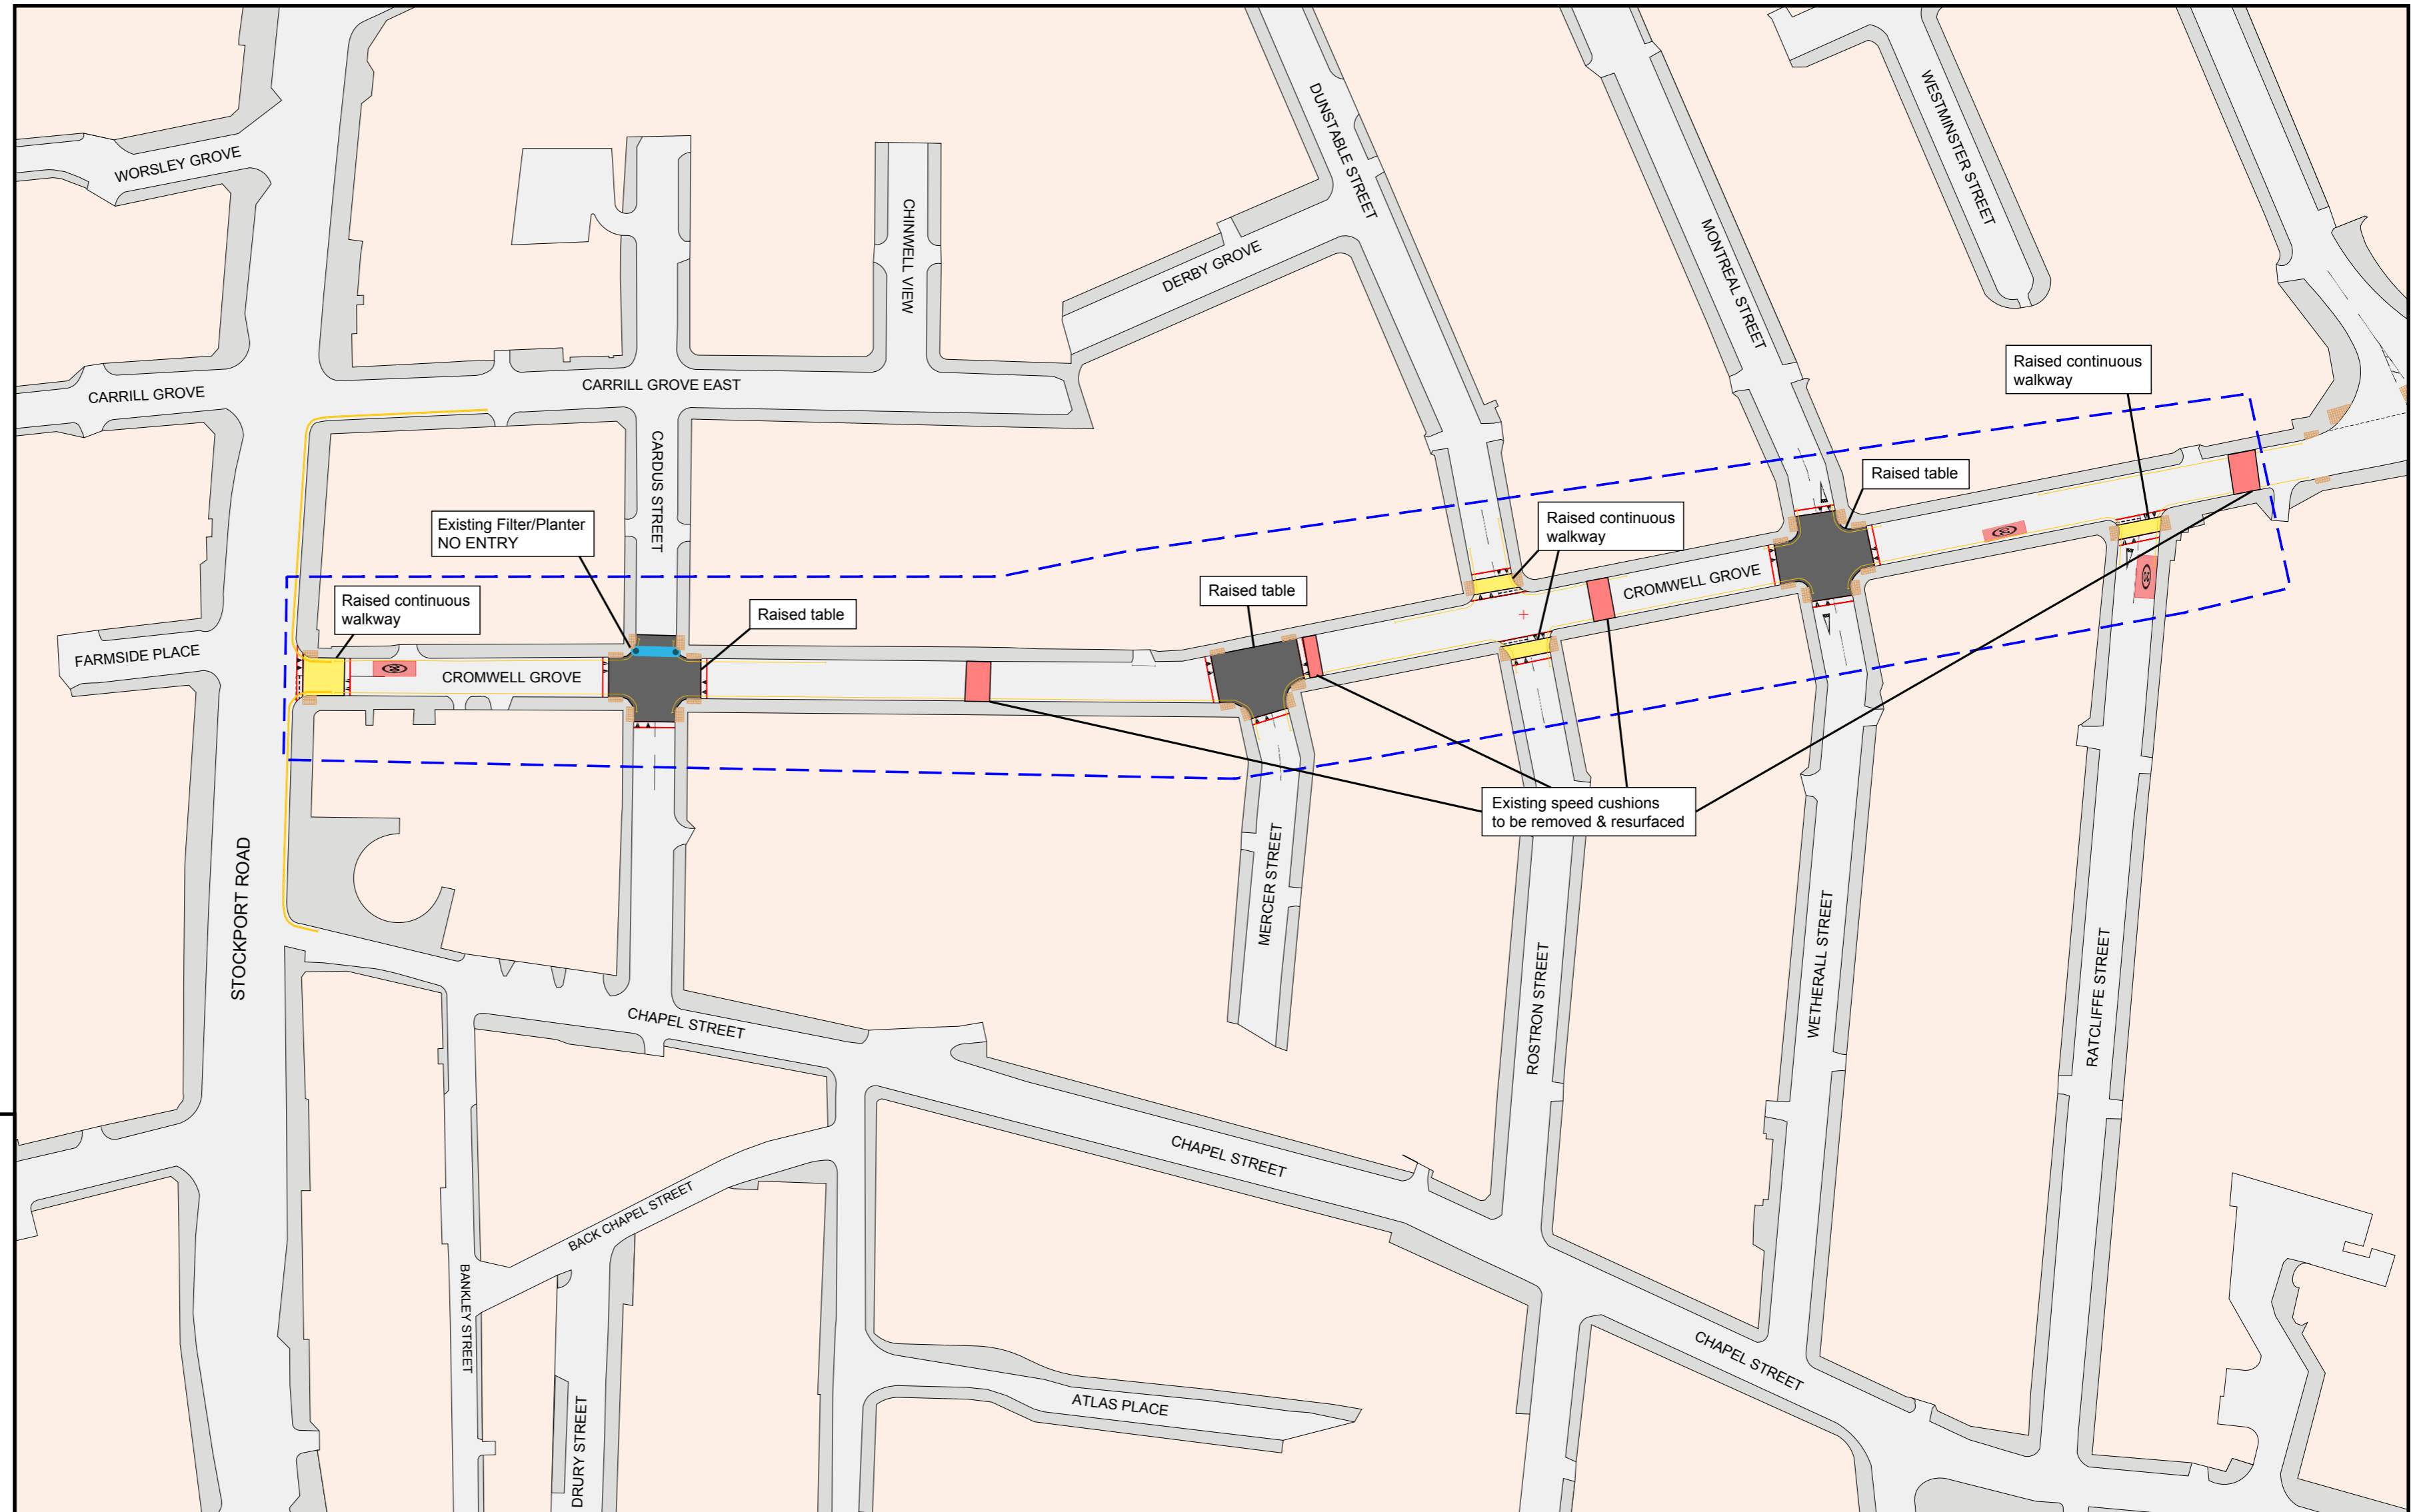 WORSLEY GROVE
DUNSTABLE STREET
WESTMINSTER STREET
CHINWELL VIEW
DERBY GROVE
MONTREAL STREET
Raised continuous
walkway
CARRILL GROVE
CARRILL GROVE EAST
CARDUS STREET
Raised table
Existing Filter/Planter
NO ENTRY
Raised continuous
walkway
Raised continuous
walkway
Raised table
Raised table
CROMWELL GROVE
FARMSIDE PLACE
CROMWELL GROVE
Existing speed cushions
to be removed & resurfaced
STOCKPORT ROAD
MERCER STREET
ROSTRON STREET
WETHERALL STREET
RATCLIFFE STREET
CHAPEL STREET
CHAPEL STREET
BACK CHAPEL STREET
BANKLEY STREET
CHAPEL STREET
ATLAS PLACE
DRURY STREET